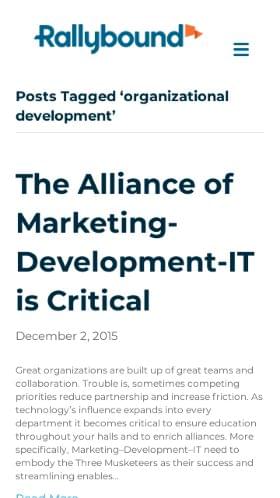 Rallybound
Posts Tagged ‘organizational
development’
The Alliance of
Marketing-
Development-IT
is Critical
December 2, 2015
Great organizations are built up of great teams and
collaboration. Trouble is, sometimes competing
priorities reduce partnership and increase friction. As
technology’s influence expands into every
department it becomes critical to ensure education
throughout your halls and to enrich alliances. More
specifically, Marketing–Development–IT need to
embody the Three Musketeers as their success and
streamlining enables…
Read More